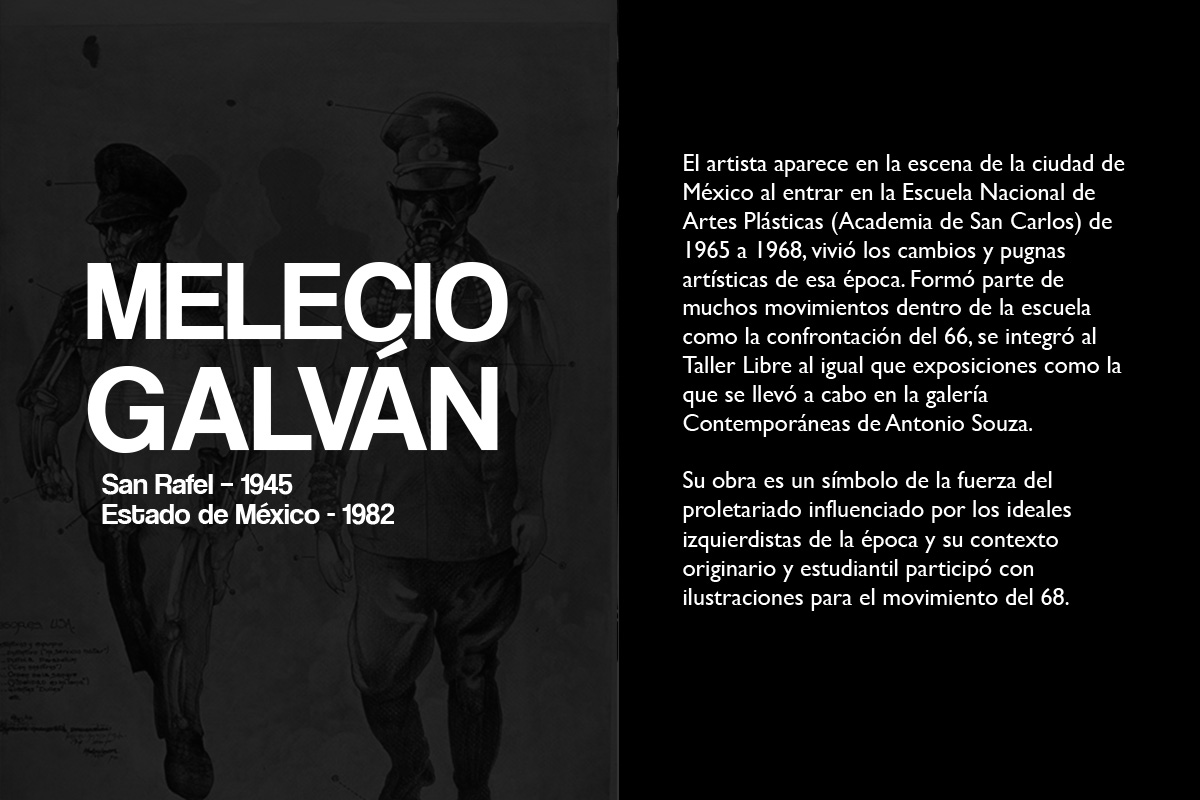 MELECIO
GALVÁN
San Rafel – 1945
Estado de México - 1982
El artista aparece en la escena de la ciudad de
México al entrar en la Escuela Nacional de
Artes Plásticas (Academia de San Carlos) de
1965 a 1968, vivió los cambios y pugnas
artísticas de esa época. Formó parte de
muchos movimientos dentro de la escuela
como la confrontación del 66, se integró al
Taller Libre al igual que exposiciones como la
que se llevó a cabo en la galería
Contemporáneas de Antonio Souza.
Su obra es un símbolo de la fuerza del
proletariado influenciado por los ideales
izquierdistas de la época y su contexto
originario y estudiantil participó con
ilustraciones para el movimiento del 68.